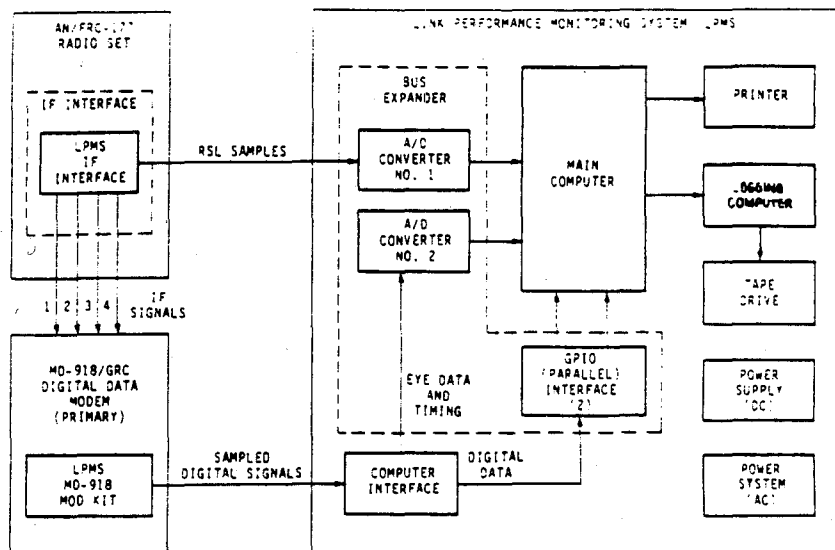 AN/FRC-177
RADIO SET
LINK PERFORMANCE MONITORING SYSTEM LPMS
IF INTERFACE
LPMS
IF
INTERFACE
RSL SAMPLES
BUS
EXPANDER
A/D
CONVERTER
NO. 1
A/D
CONVERTER
NO. 2
MAIN
COMPUTER
PRINTER
LOGGING
COMPUTER
TAPE
DRIVE
1 2 3 4
IF
SIGNALS
MD-918/GRC
DIGITAL DATA
MODEM
(PRIMARY)
EYE DATA
AND
TIMING
GPIO
(PARALLEL)
INTERFACE
(2)
POWER
SUPPLY
(DC)
LPMS
MD-918
MOD KIT
SAMPLED
DIGITAL SIGNALS
COMPUTER
INTERFACE
DIGITAL
DATA
POWER
SYSTEM
(AC)